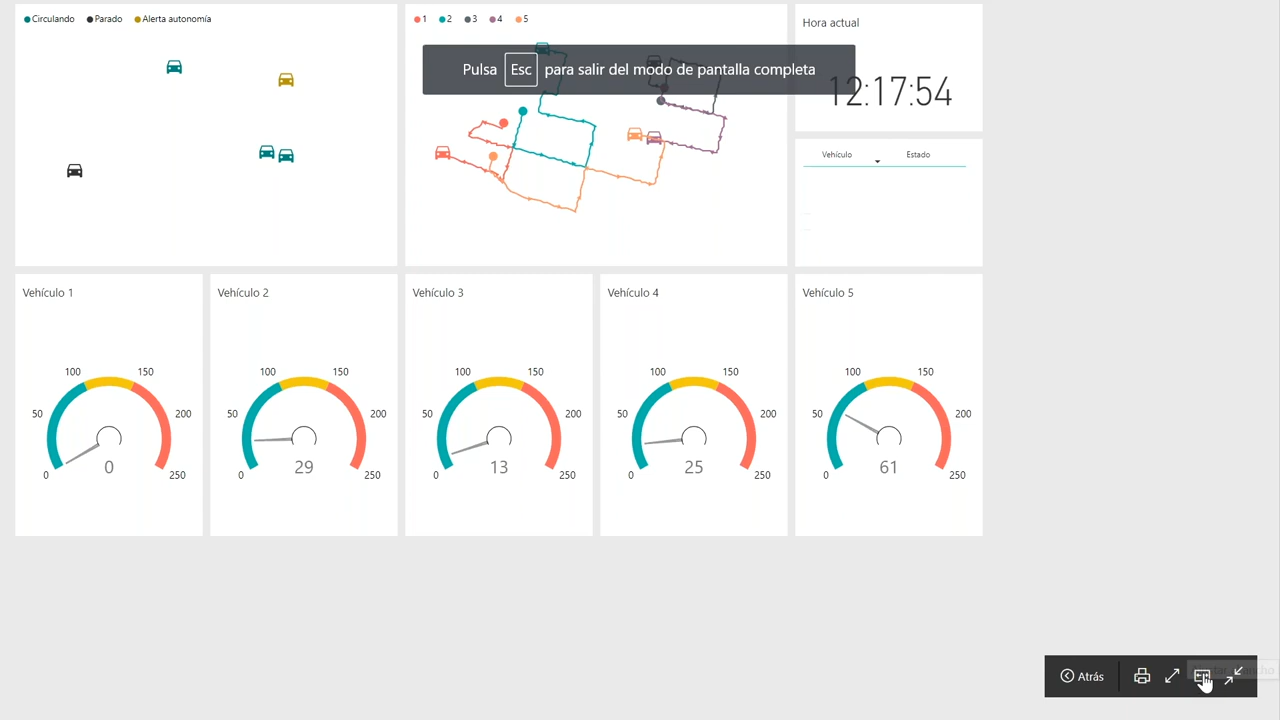 Circulando Parado Alerta autonomía
1 2 3 4 5
Hora actual
Pulsa Esc para salir del modo de pantalla completa
12:17:54
Vehículo Estado
Vehículo 1
0 50 100 150 200 250
0
Vehículo 2
0 50 100 150 200 250
29
Vehículo 3
0 50 100 150 200 250
13
Vehículo 4
0 50 100 150 200 250
25
Vehículo 5
0 50 100 150 200 250
61
Atrás